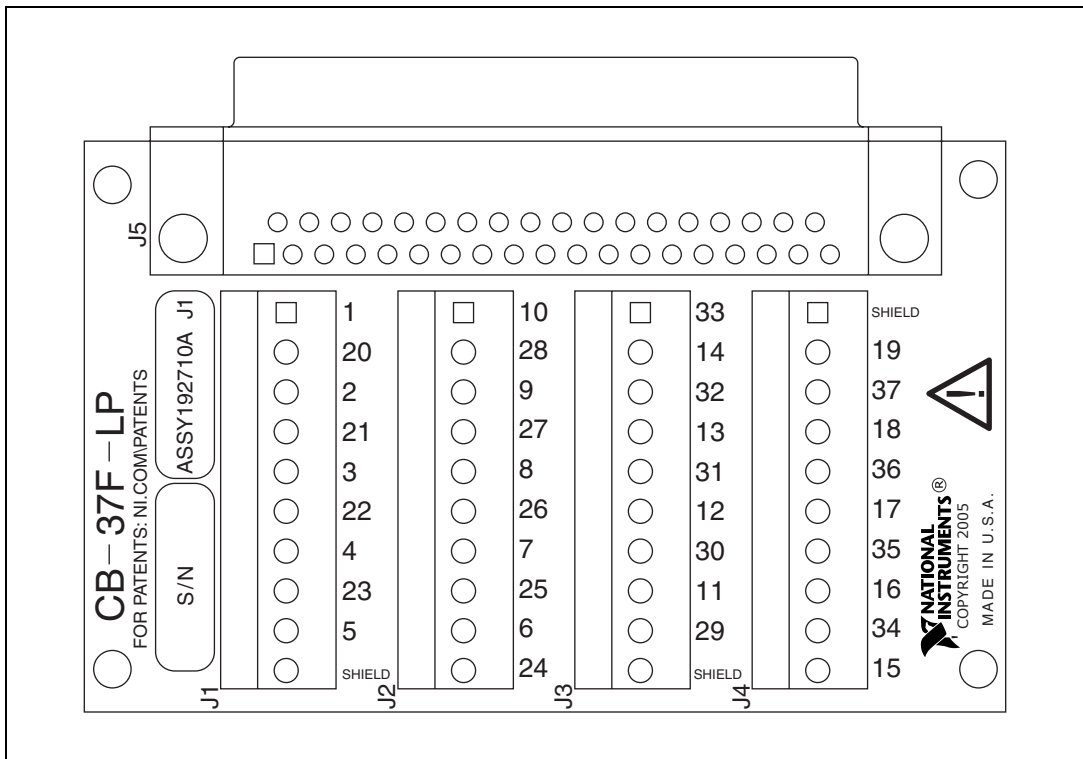 J5
CB–37F–LP
FOR PATENTS: NI.COM\PATENTS
ASSY192710A J1
S/N
J1
1
20
2
21
3
22
4
23
5
SHIELD
J2
10
28
9
27
8
26
7
25
6
24
J3
33
14
32
13
31
12
30
11
29
SHIELD
J4
SHIELD
19
37
18
36
17
35
16
34
15
!
NATIONAL
INSTRUMENTS®
COPYRIGHT 2005
MADE IN U.S.A.